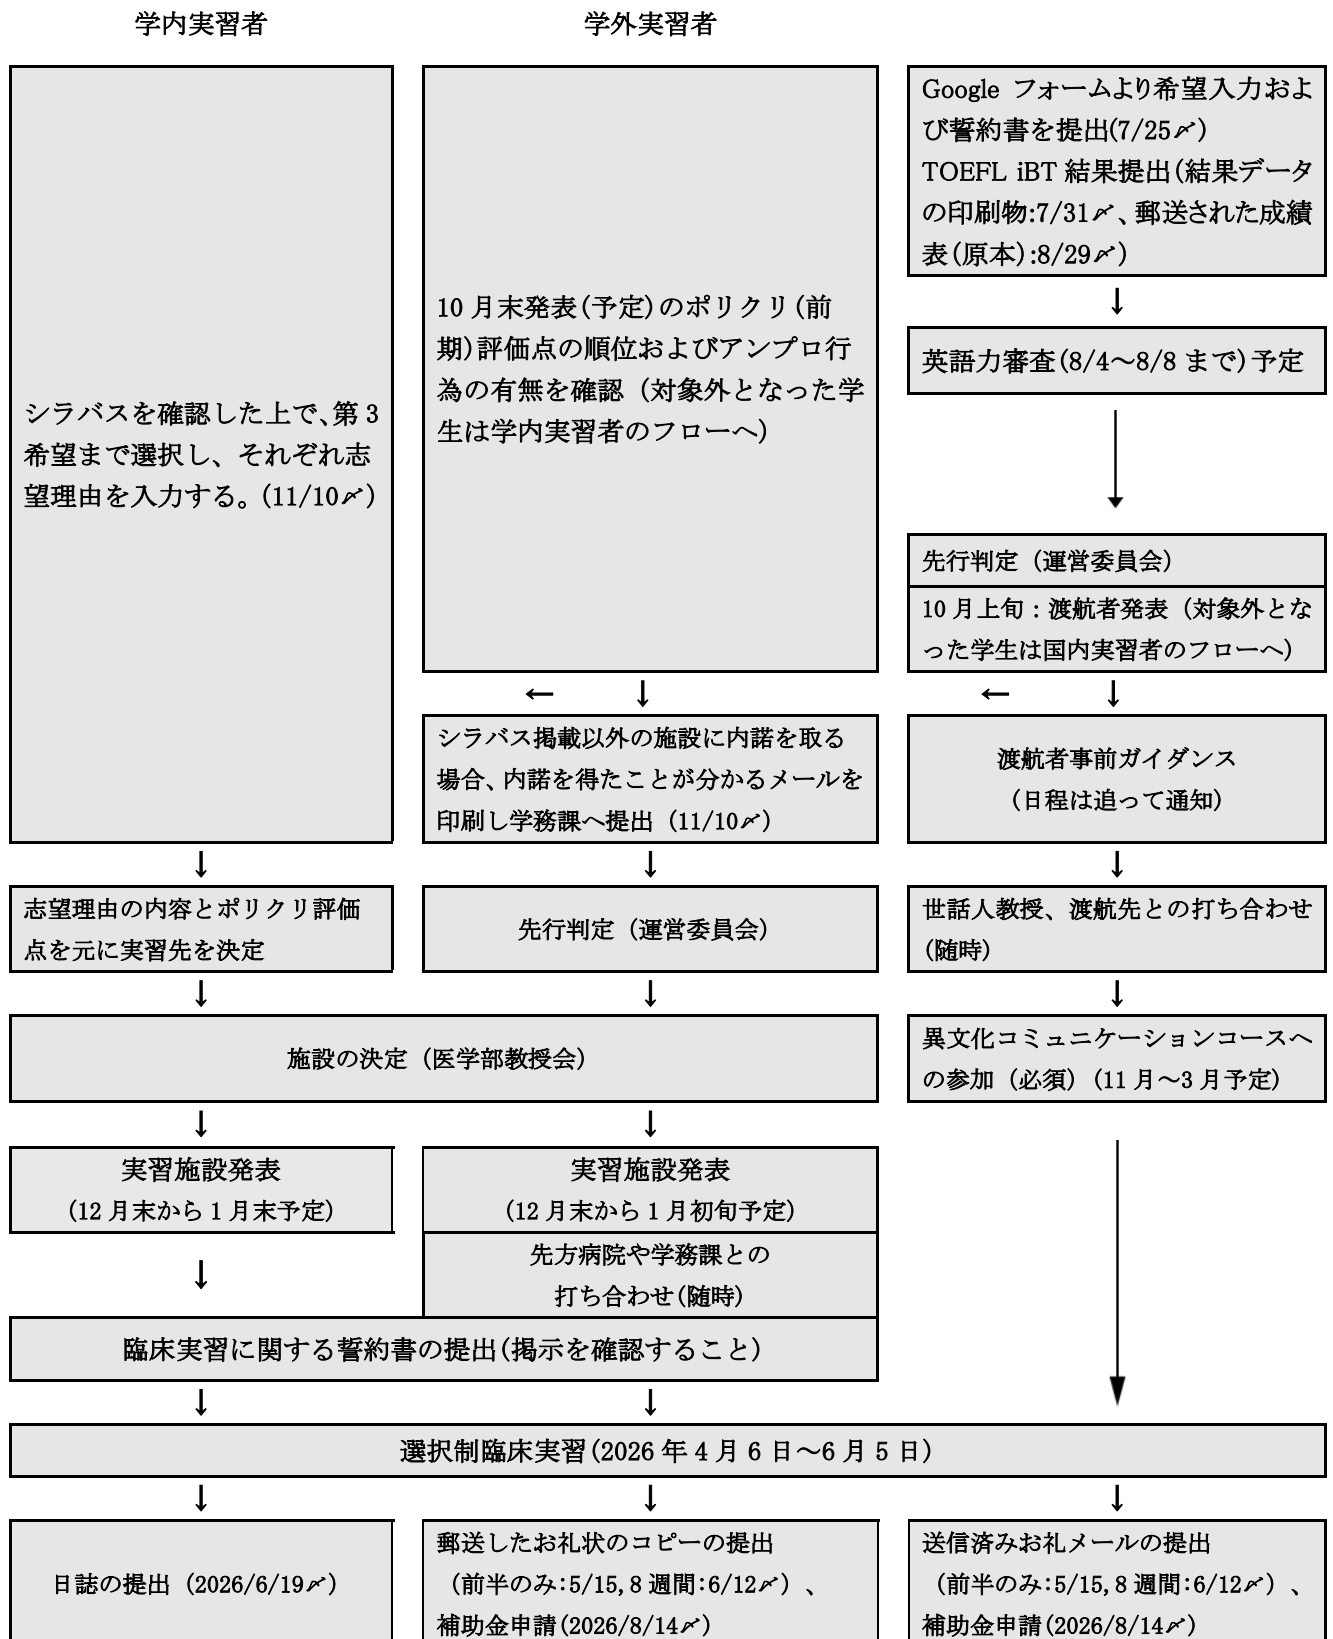 学内実習者
学外実習者
シラバスを確認した上で、第3
希望まで選択し、それぞれ志
望理由を入力する。(11/10〆)
10月末発表(予定)のポリクリ(前
期)評価点の順位およびアンプロ行
為の有無を確認（対象外となった学
生は学内実習者のフローへ）
Google フォームより希望入力およ
び誓約書を提出(7/25〆)
TOEFL iBT 結果提出(結果データ
の印刷物:7/31〆、郵送された成績
表(原本):8/29〆)
↓
英語力審査(8/4～8/8まで)予定
先行判定（運営委員会）
10月上旬：渡航者発表（対象外とな
った学生は国内実習者のフローへ）
← ↓ ← ↓
シラバス掲載以外の施設に内諾を取る
場合、内諾を得たことが分かるメールを
印刷し学務課へ提出（11/10〆）
渡航者事前ガイダンス
（日程は追って通知）
↓ ↓ ↓
志望理由の内容とポリクリ評価
点を元に実習先を決定
先行判定（運営委員会）
世話人教授、渡航先との打ち合わせ
(随時)
↓ ↓ ↓
施設の決定（医学部教授会）
異文化コミュニケーションコースへ
の参加（必須）(11月～3月予定)
↓ ↓
実習施設発表
(12月末から1月末予定)
実習施設発表
(12月末から1月初旬予定)
↓
先方病院や学務課との
打ち合わせ(随時)
臨床実習に関する誓約書の提出(掲示を確認すること)
↓ ↓
選択制臨床実習(2026年4月6日～6月5日)
↓ ↓ ↓
日誌の提出（2026/6/19〆）
郵送したお礼状のコピーの提出
（前半のみ:5/15,8週間:6/12〆）、
補助金申請(2026/8/14〆)
送信済みお礼メールの提出
（前半のみ:5/15,8週間:6/12〆）、
補助金申請(2026/8/14〆)